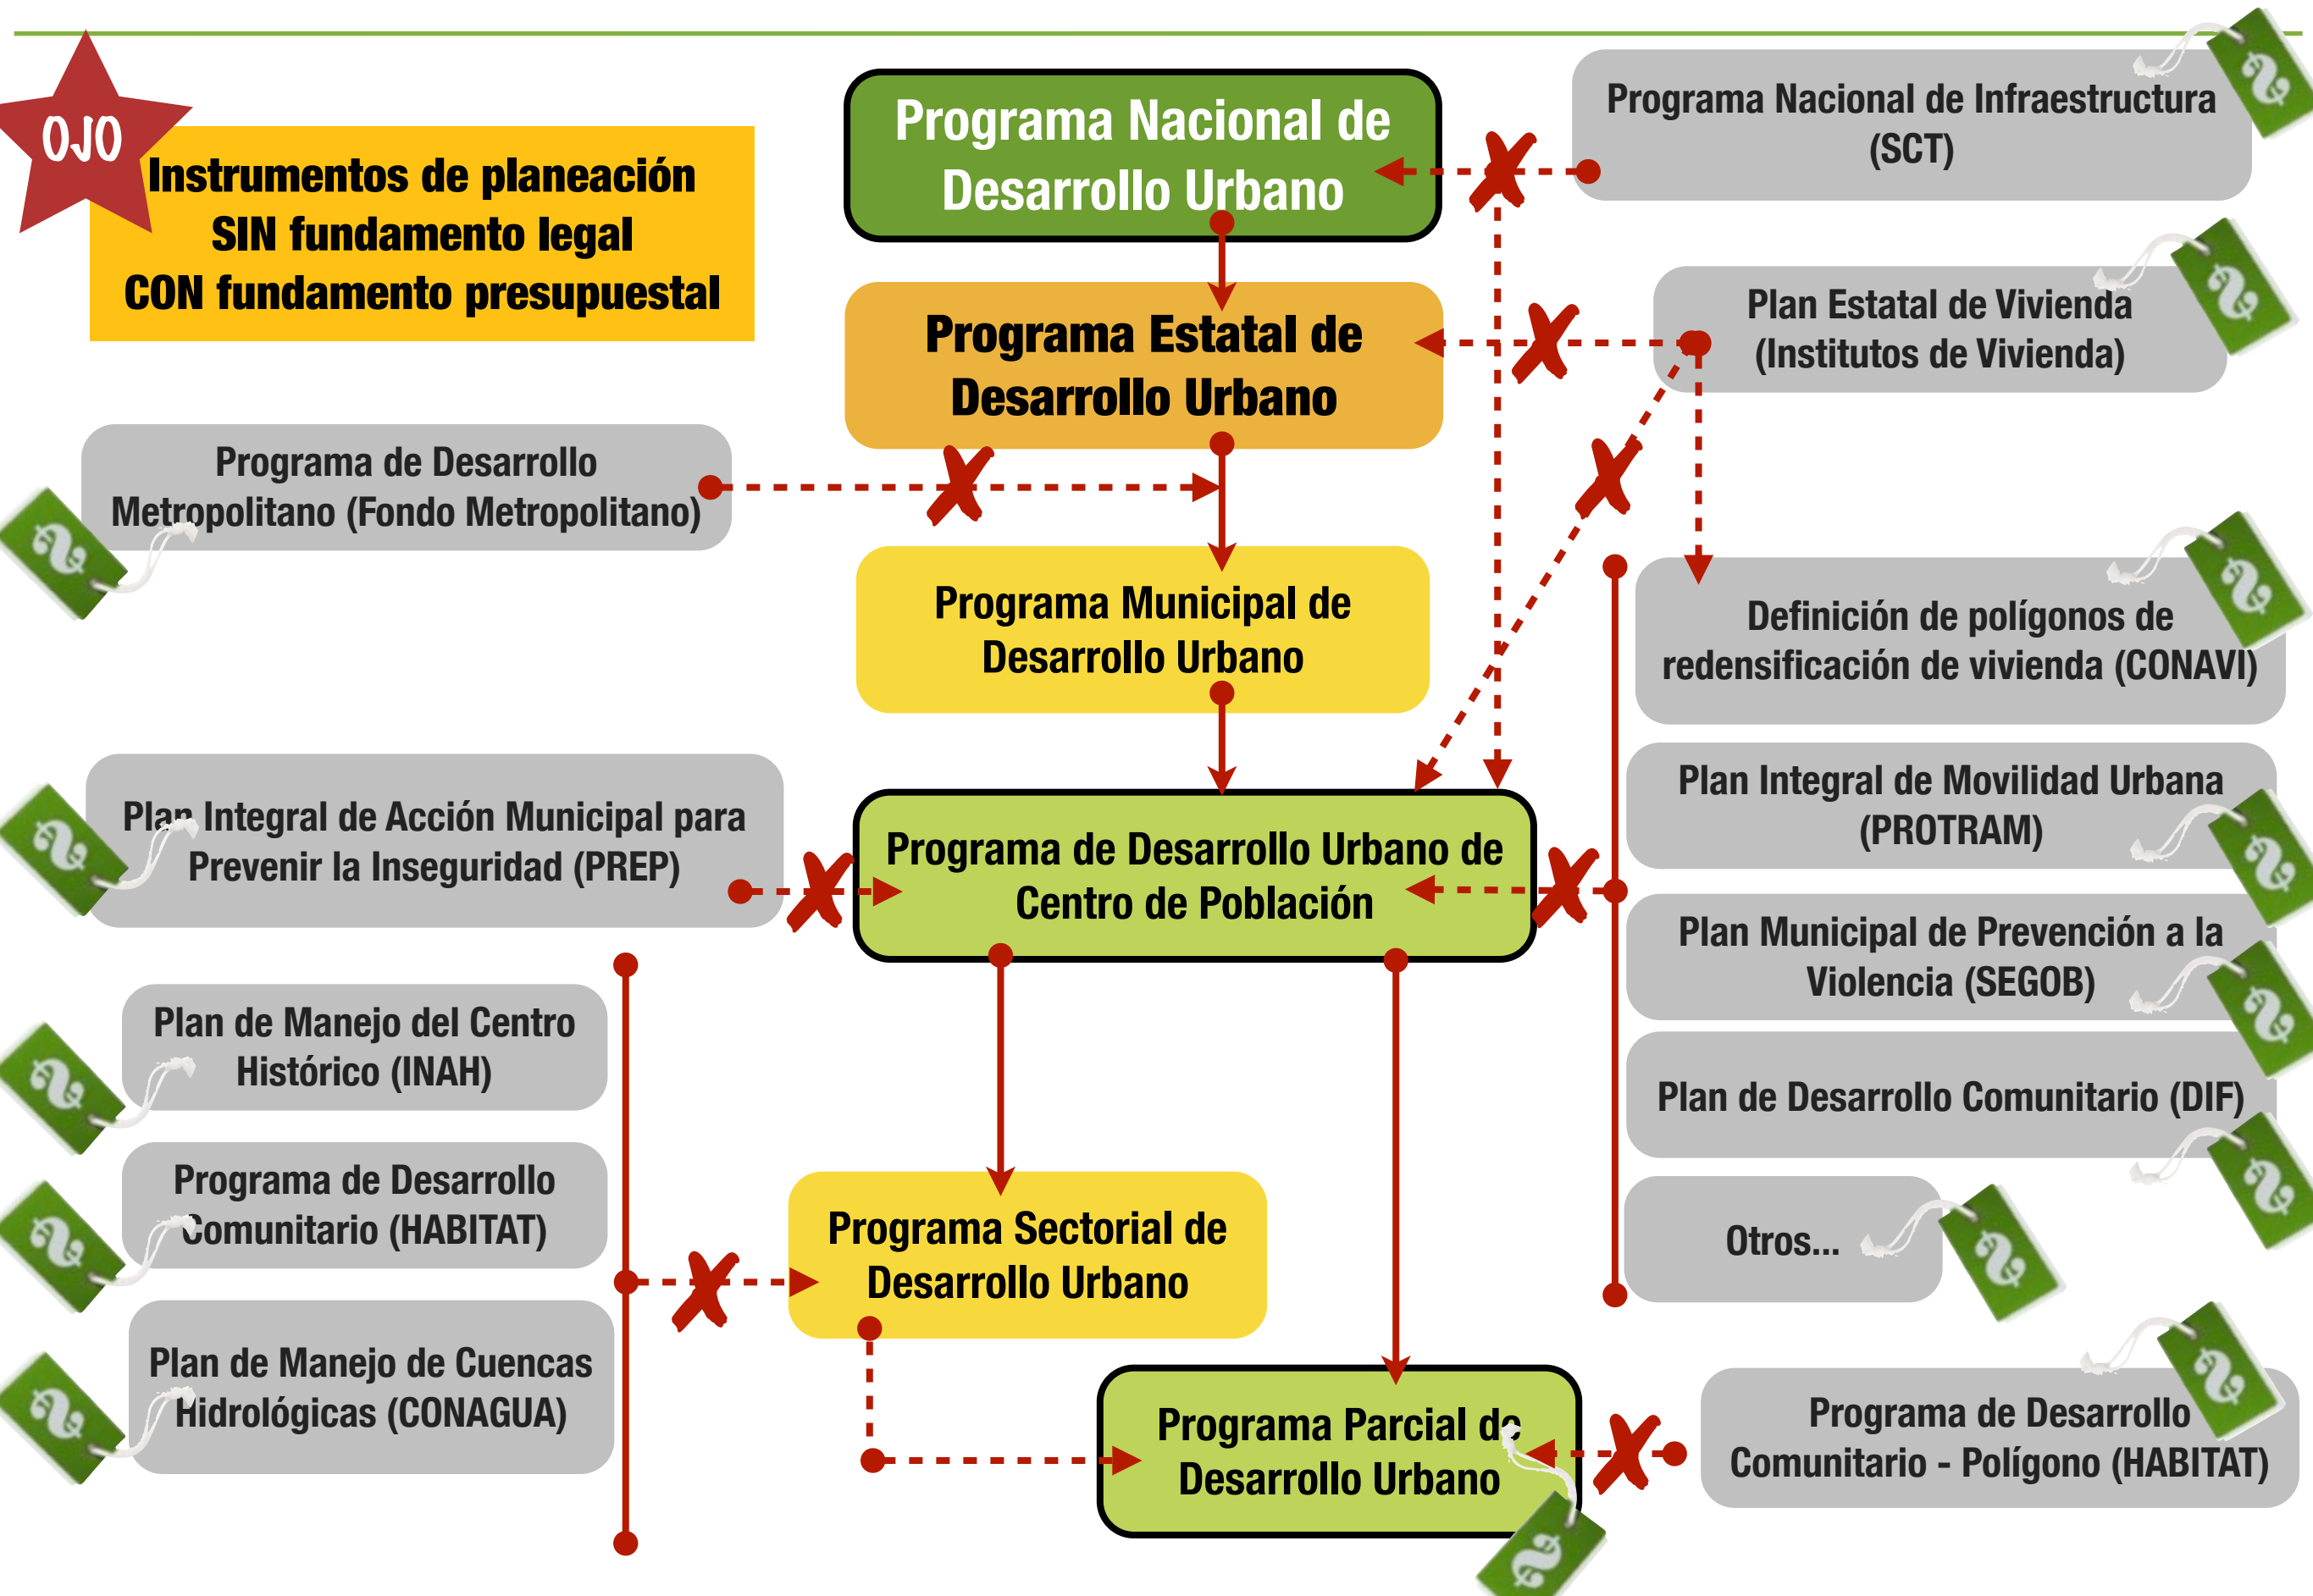 OJO
Instrumentos de planeación
SIN fundamento legal
CON fundamento presupuestal
Programa Nacional de
Desarrollo Urbano
Programa Nacional de Infraestructura
(SCT)
Programa Estatal de
Desarrollo Urbano
Plan Estatal de Vivienda
(Institutos de Vivienda)
Programa de Desarrollo
Metropolitano (Fondo Metropolitano)
Programa Municipal de
Desarrollo Urbano
Definición de polígonos de
redensificación de vivienda (CONAVI)
Plan Integral de Acción Municipal para
Prevenir la Inseguridad (PREP)
Programa de Desarrollo Urbano de
Centro de Población
Plan Integral de Movilidad Urbana
(PROTRAM)
Plan Municipal de Prevención a la
Violencia (SEGOB)
Plan de Manejo del Centro
Histórico (INAH)
Plan de Desarrollo Comunitario (DIF)
Programa de Desarrollo
Comunitario (HABITAT)
Programa Sectorial de
Desarrollo Urbano
Otros...
Plan de Manejo de Cuencas
Hidrológicas (CONAGUA)
Programa Parcial de
Desarrollo Urbano
Programa de Desarrollo
Comunitario - Polígono (HABITAT)
$
$
$
$
$
$
$
$
$
$
$
$
$
$